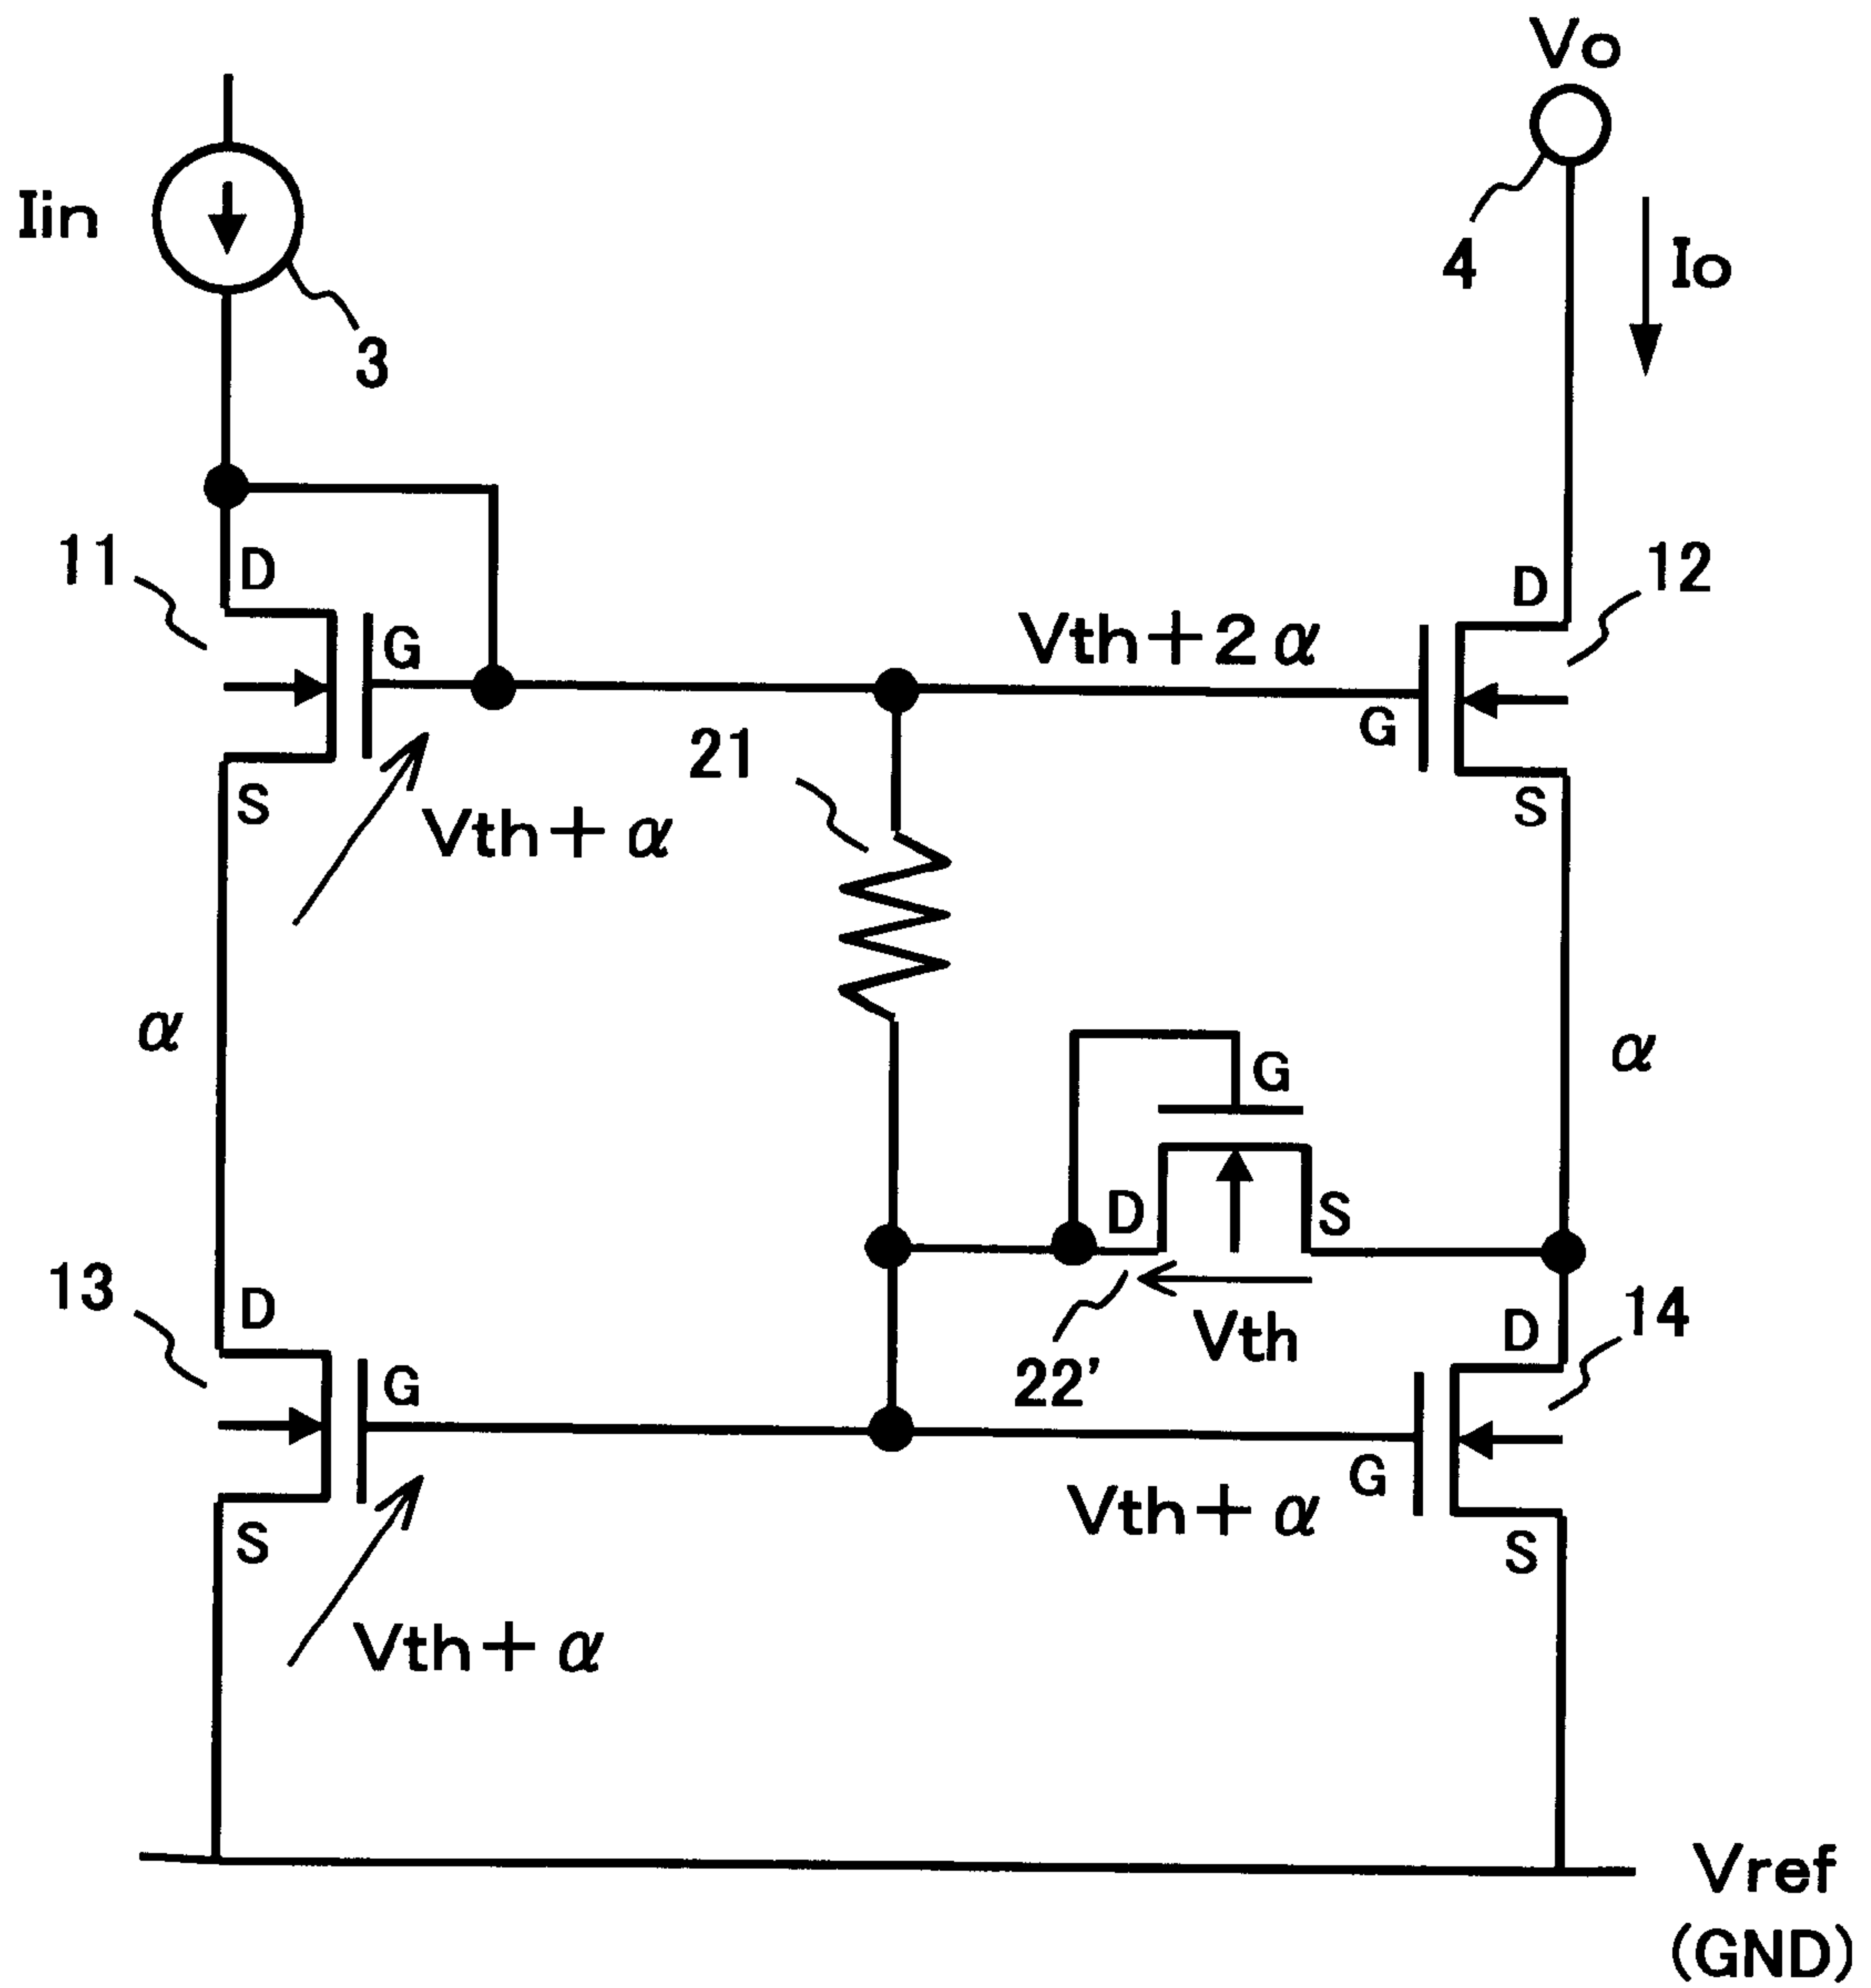 Vo
Iin
4
Io
3
11
D
12
D
G
Vth+2α
G
21
S
Vth+α
S
α
α
G
D
S
13
D
14
D
Vth
22'
G
G
Vth+α
S
S
Vth+α
Vref
(GND)